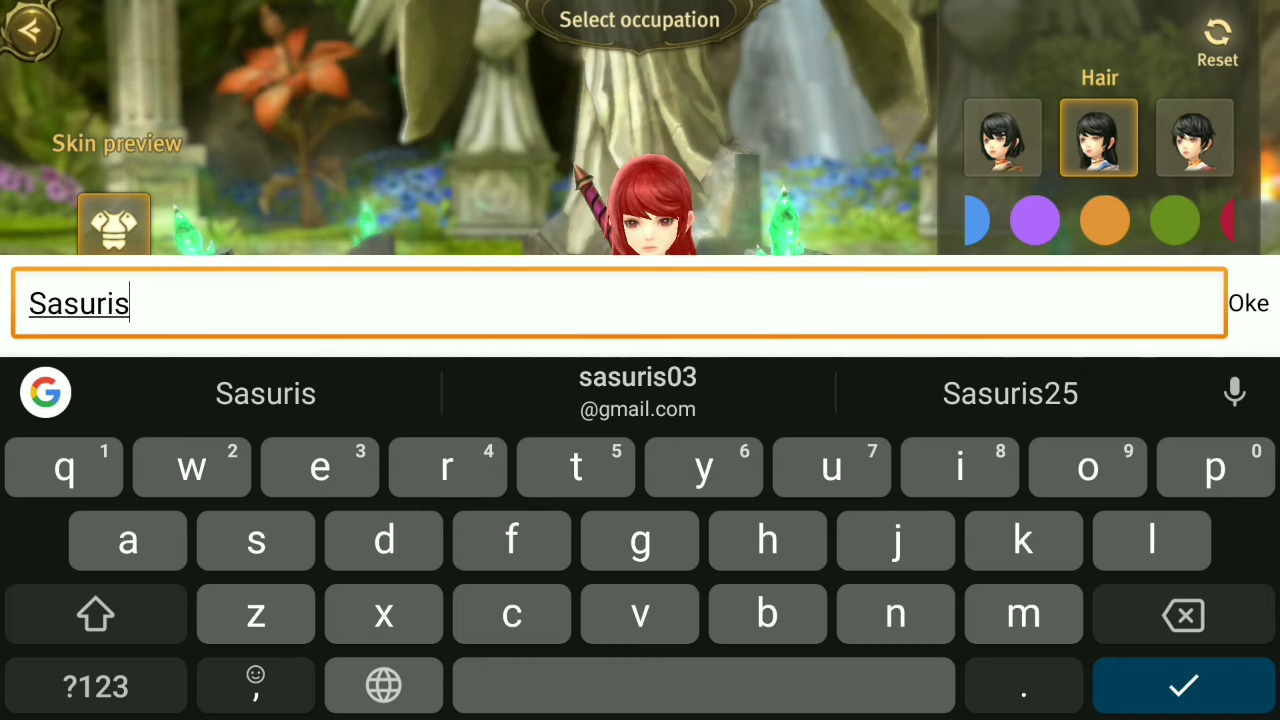 Select occupation
Reset
Hair
Skin preview
Sasuris
Oke
Sasuris
sasuris03
@gmail.com
Sasuris25
q 1 w 2 e 3 r 4 t 5 y 6 u 7 i 8 o 9 p 0
a s d f g h j k l
z x c v b n m
?123 , .